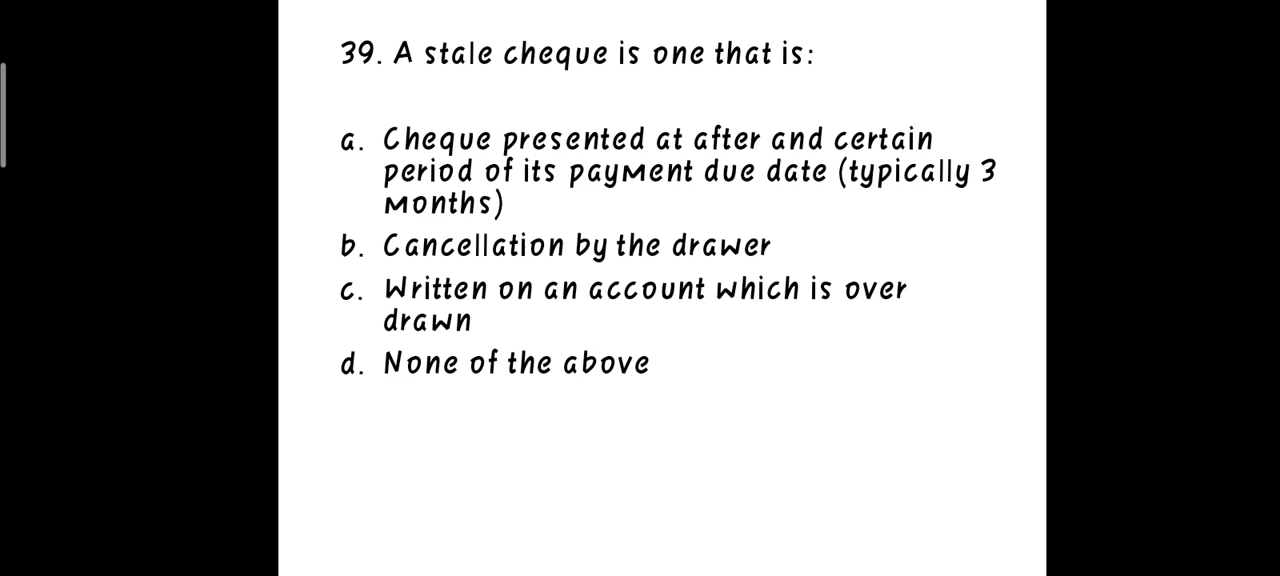 39. A stale cheque is one that is:
a. Cheque presented at after and certain
period of its payment due date (typically 3
months)
b. Cancellation by the drawer
c. Written on an account which is over
drawn
d. None of the above